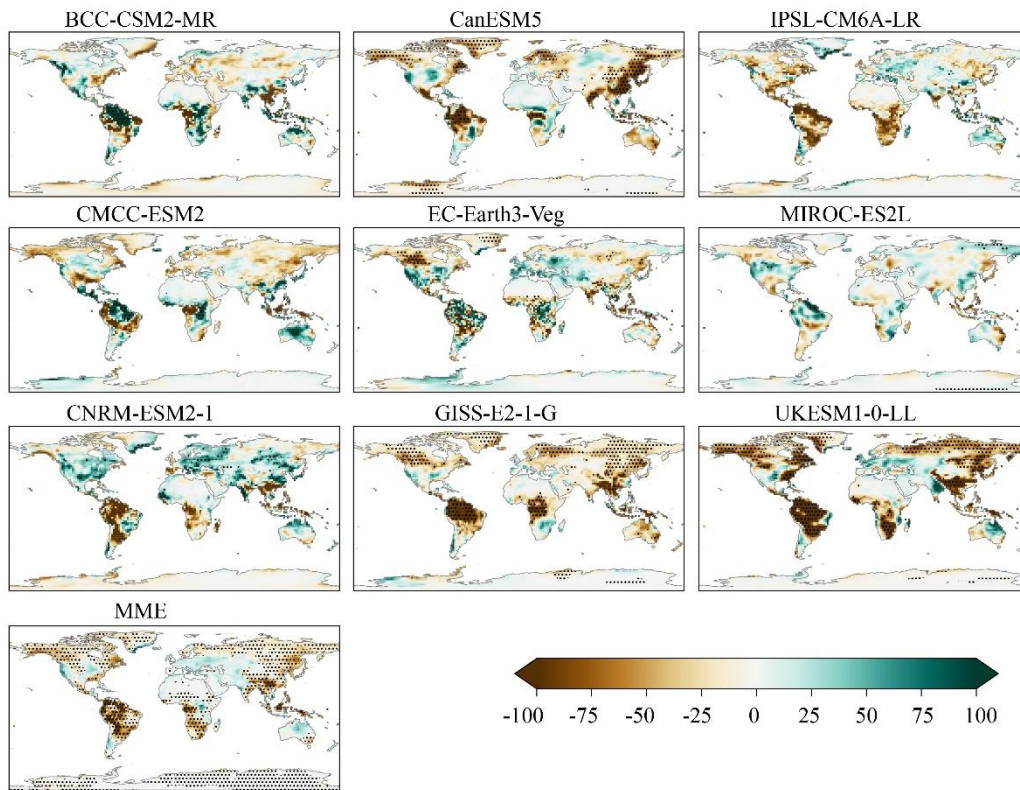 BCC-CSM2-MR CanESM5 IPSL-CM6A-LR
CMCC-ESM2 EC-Earth3-Veg MIROC-ES2L
CNRM-ESM2-1 GISS-E2-1-G UKESM1-0-LL
MME
-100 -75 -50 -25 0 25 50 75 100